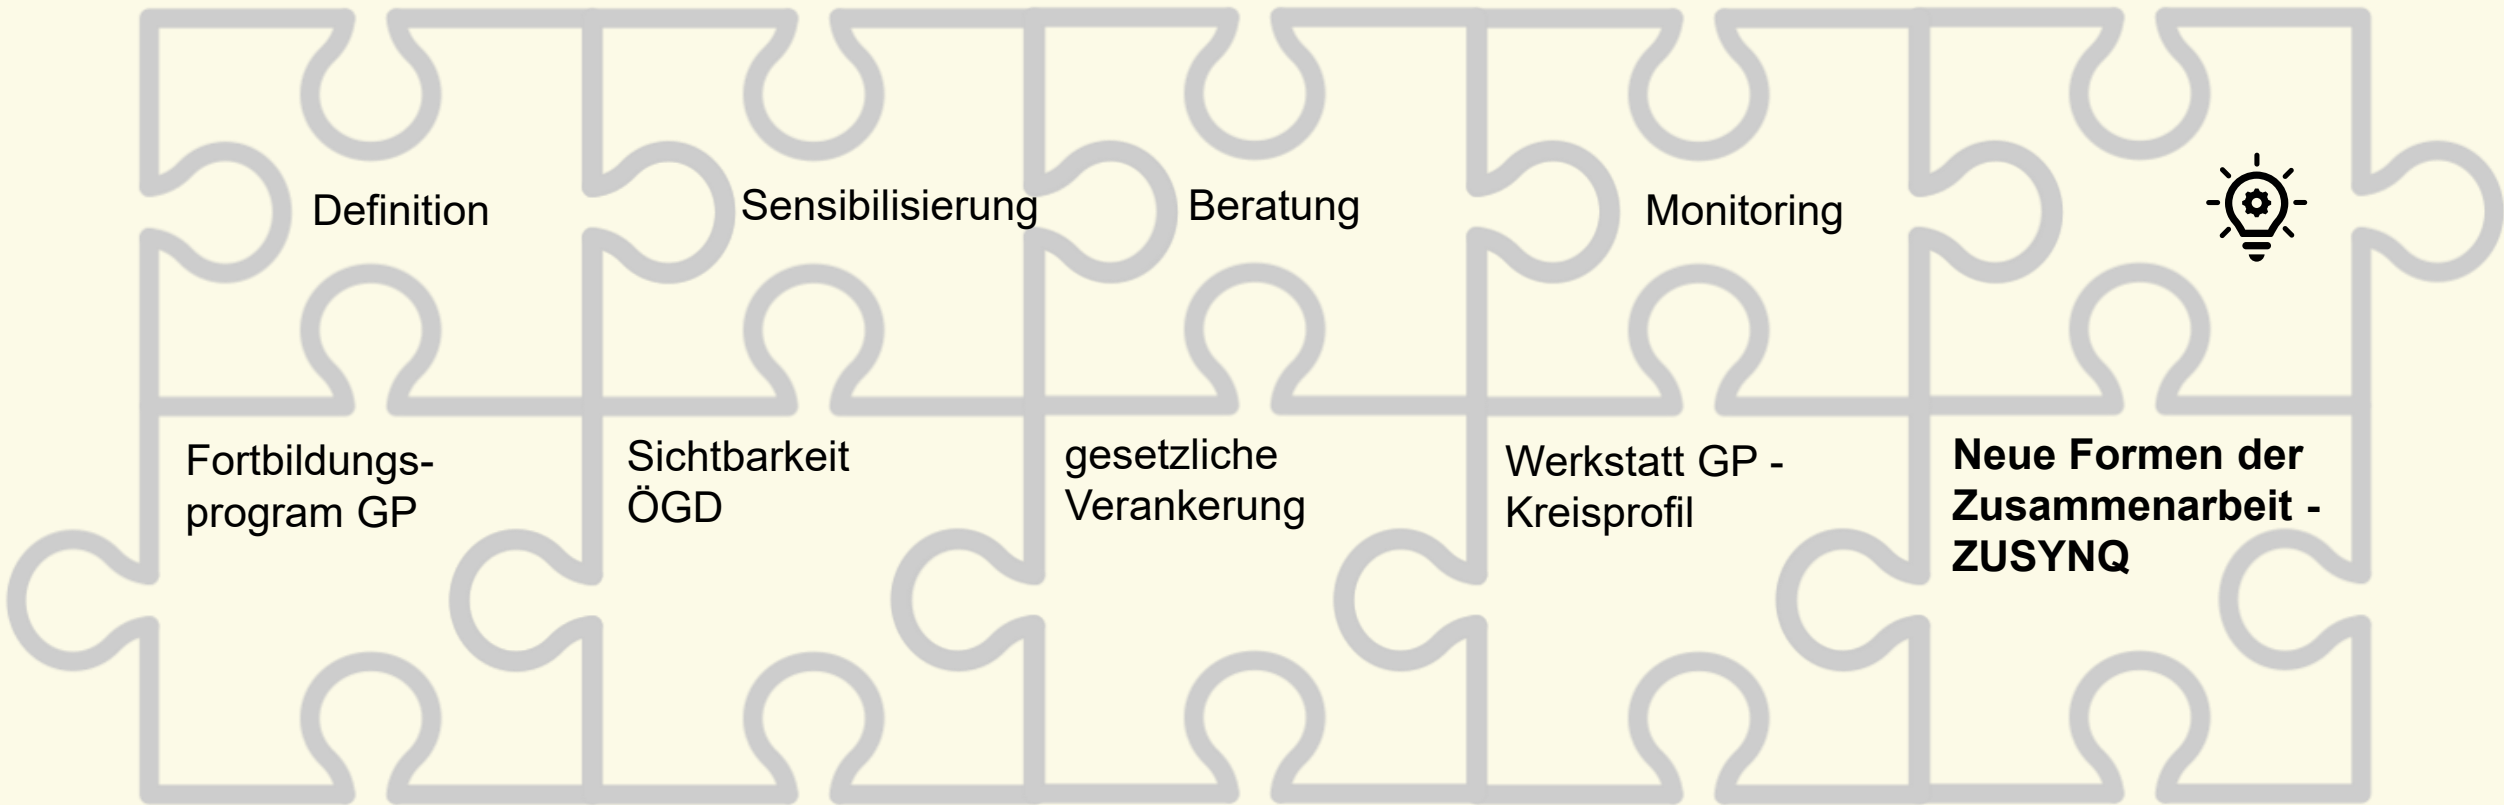 Definition
Sensibilisierung
Beratung
Monitoring
Fortbildungs-
program GP
Sichtbarkeit
ÖGD
gesetzliche
Verankerung
Werkstatt GP -
Kreisprofil
Neue Formen der
Zusammenarbeit -
ZUSYNQ